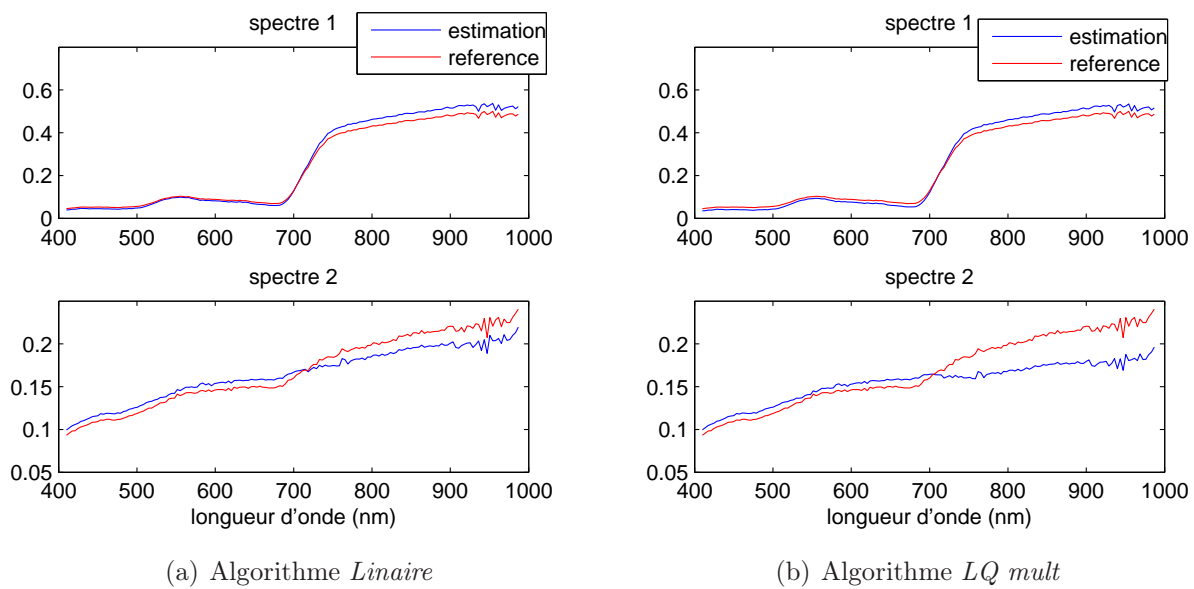 spectre 1
estimation
reference
0.6
0.4
0.2
0
400 500 600 700 800 900 1000
spectre 2
0.2
0.15
0.1
0.05
400 500 600 700 800 900 1000
longueur d'onde (nm)
(a) Algorithme Linaire
spectre 1
estimation
reference
0.6
0.4
0.2
0
400 500 600 700 800 900 1000
spectre 2
0.2
0.15
0.1
0.05
400 500 600 700 800 900 1000
longueur d'onde (nm)
(b) Algorithme LQ mult